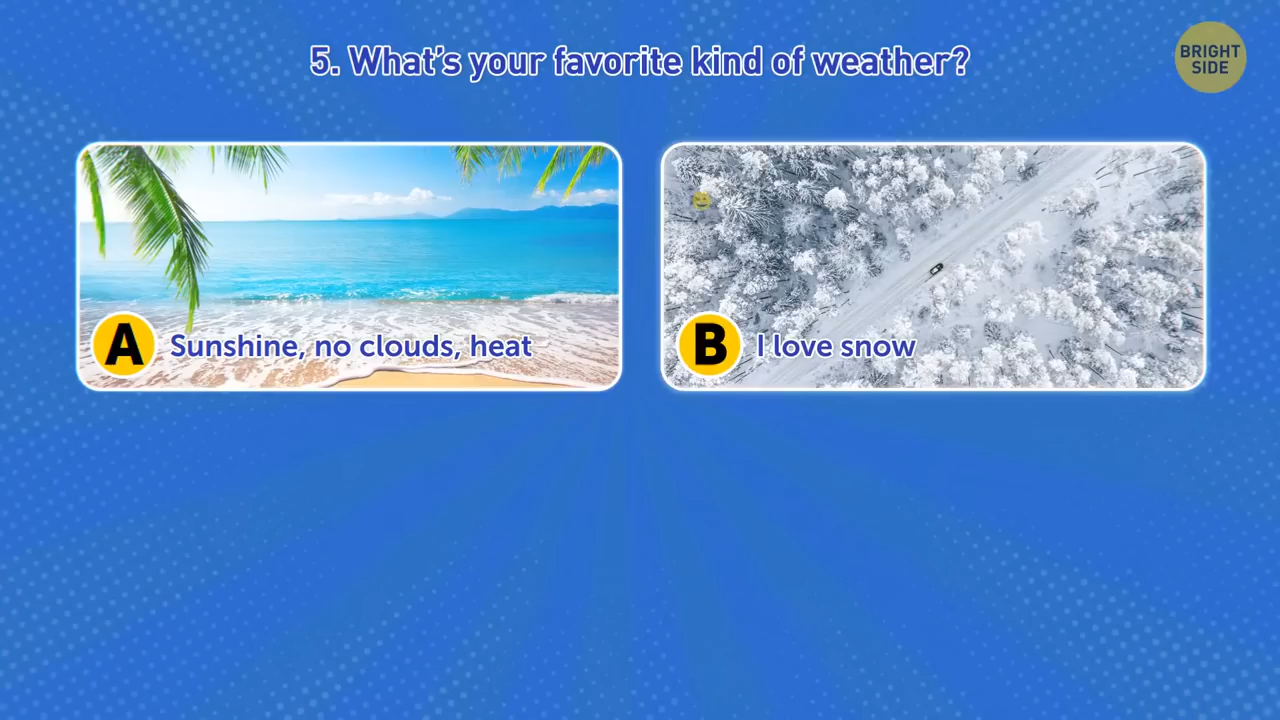 5. What's your favorite kind of weather?
BRIGHT
SIDE
A Sunshine, no clouds, heat
B I love snow